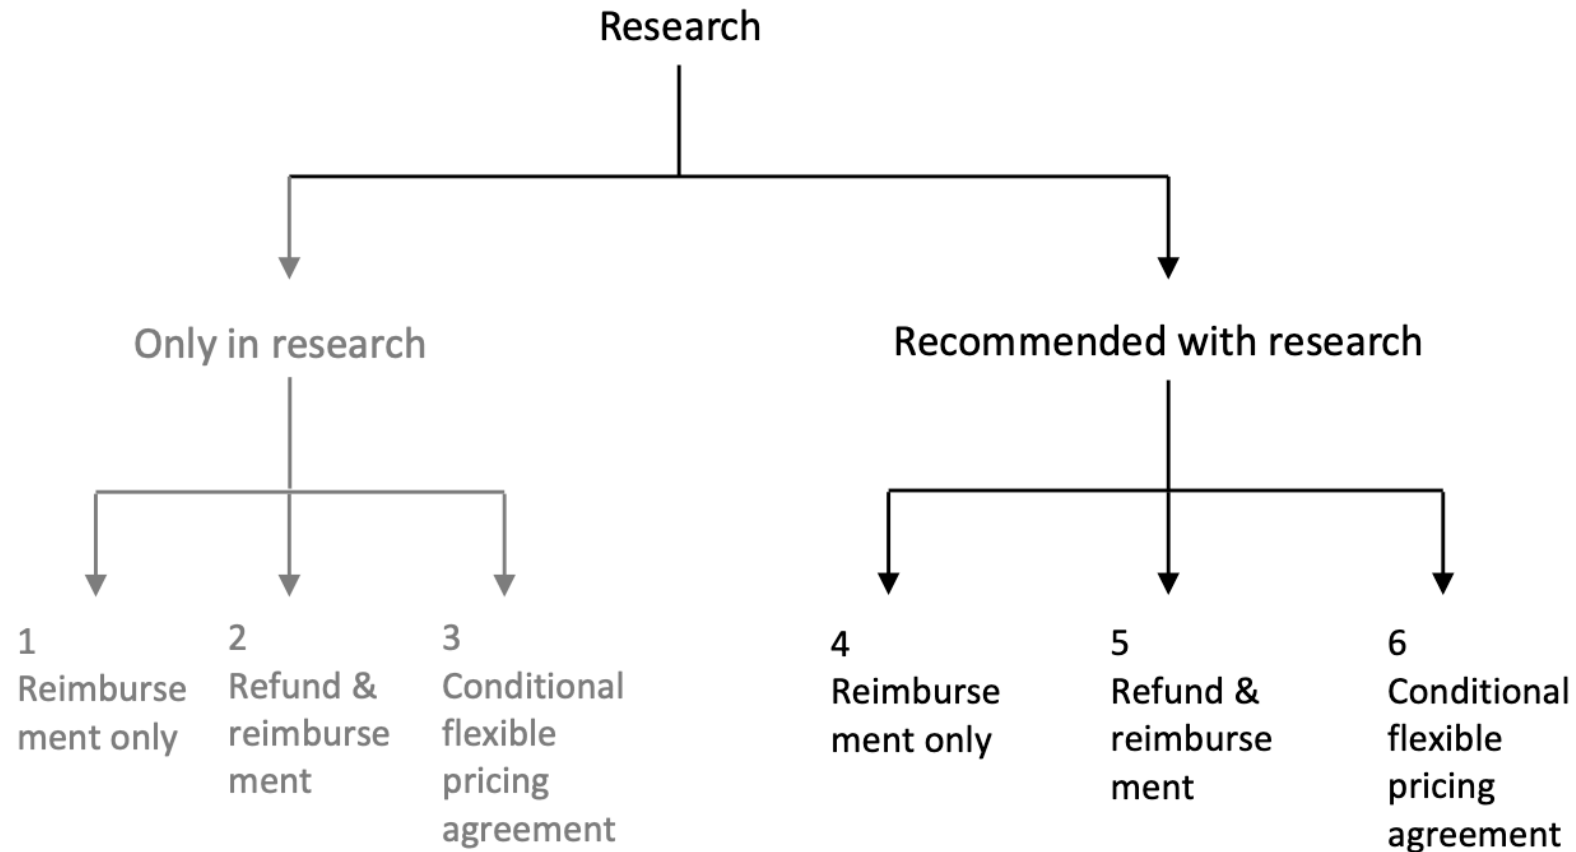 Research
Only in research
Recommended with research
1
Reimburse
ment only
2
Refund &
reimburse
ment
3
Conditional
flexible
pricing
agreement
4
Reimburse
ment only
5
Refund &
reimburse
ment
6
Conditional
flexible
pricing
agreement